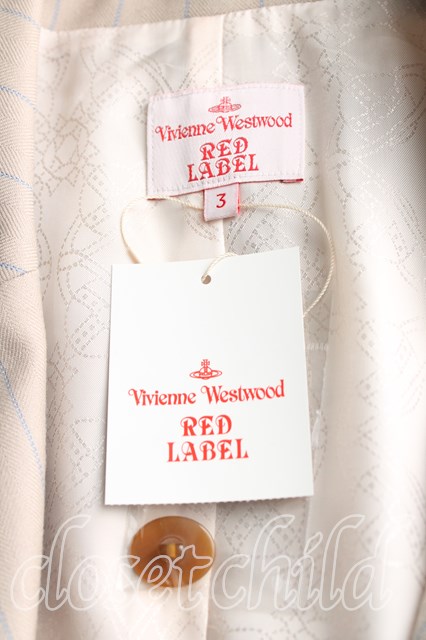 Vivienne Westwood
RED
LABEL
3
Vivienne Westwood
RED
LABEL
closetchild